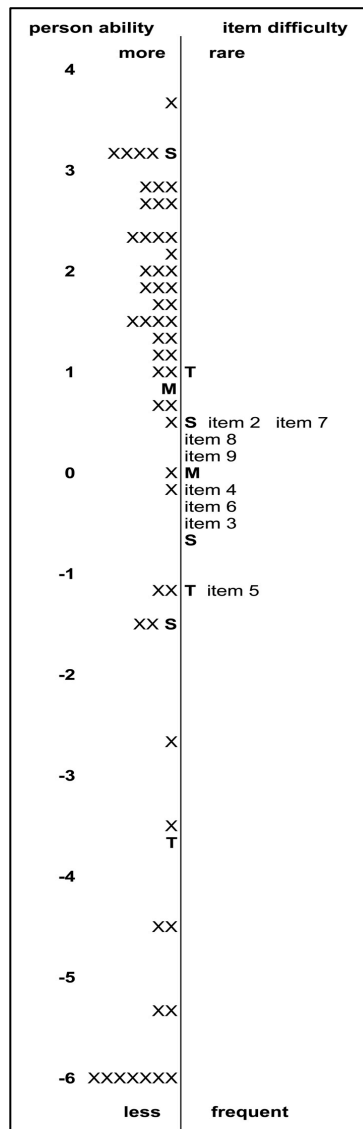 person ability item difficulty
more rare
4
X
XXXX S
3
XXX
XXX
XXXX
X
2 XXX
XXX
XX
XXXX
XX
XX
1 XX T
M
XX
X S item 2 item 7
item 8
item 9
0 X M
X item 4
item 6
item 3
S
-1
XX T item 5
XX S
-2
X
-3
X
T
-4
XX
-5
XX
-6 XXXXXXX
less frequent